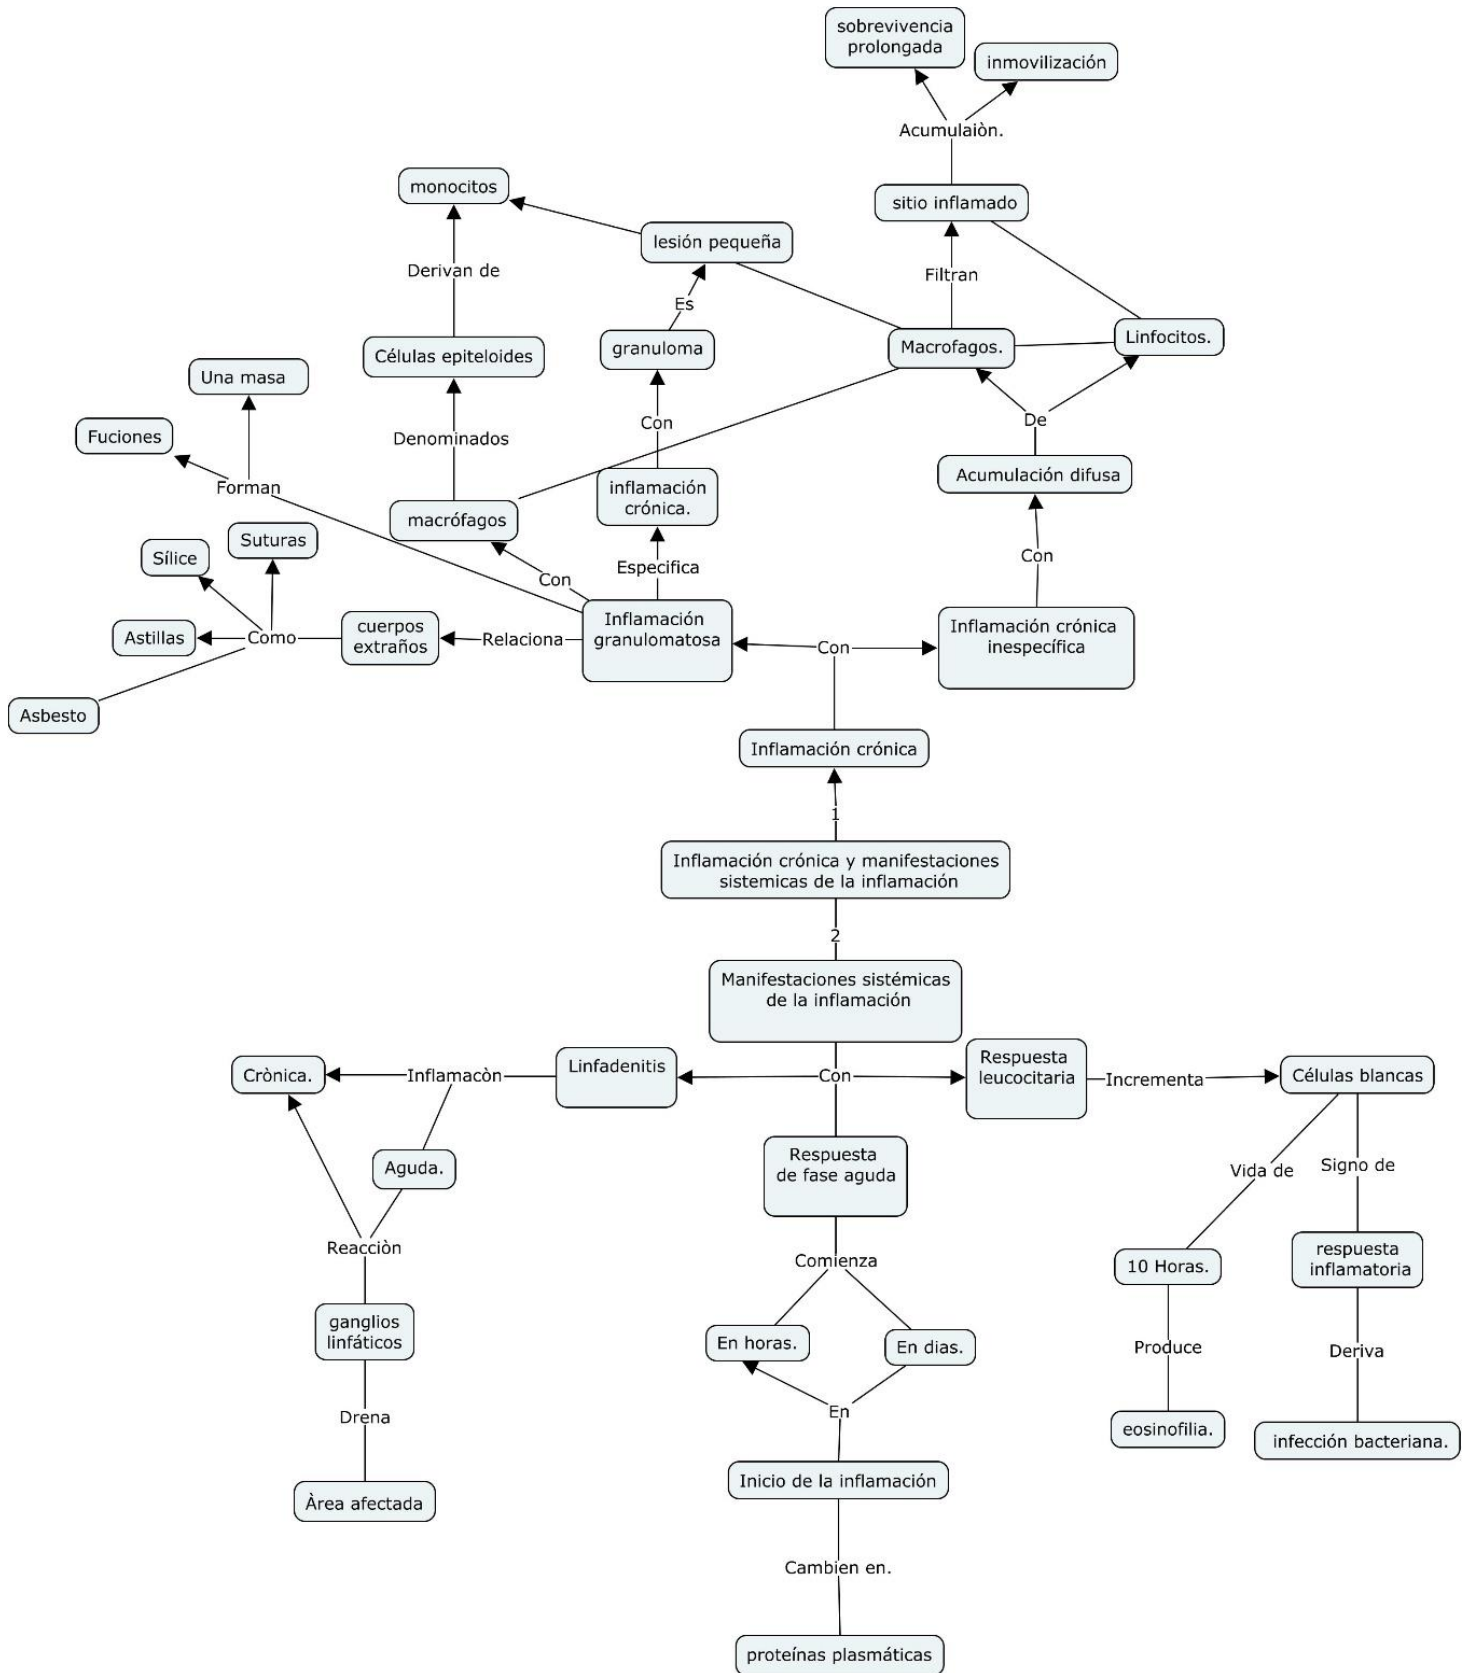 sobrevivencia
prolongada
inmovilización
Acumulaiòn.
monocitos
sitio inflamado
lesión pequeña
Derivan de
Filtran
Es
Células epiteloides
granuloma
Macrofagos.
Linfocitos.
Una masa
Fuciones
Denominados
Con
De
Forman
inflamación
crónica.
Acumulación difusa
macrófagos
Suturas
Sílice
Con
Especifica
Con
Astillas
Como
cuerpos
extraños
Relaciona
Inflamación
granulomatosa
Con
Inflamación crónica
inespecífica
Asbesto
Inflamación crónica
1
Inflamación crónica y manifestaciones
sistemicas de la inflamación
2
Manifestaciones sistémicas
de la inflamación
Crònica.
Inflamacòn
Linfadenitis
Con
Respuesta
leucocitaria
Incrementa
Células blancas
Aguda.
Respuesta
de fase aguda
Vida de
Signo de
Reacciòn
Comienza
10 Horas.
respuesta
inflamatoria
ganglios
linfáticos
En horas.
En dias.
Produce
Deriva
Drena
En
eosinofilia.
infección bacteriana.
Àrea afectada
Inicio de la inflamación
Cambien en.
proteínas plasmáticas